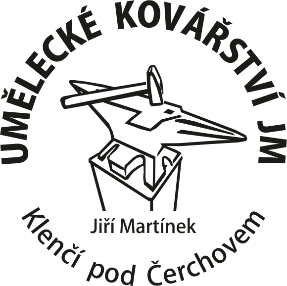 UMĚLECKÉ KOVÁŘSTVÍ JM
Jiří Martínek
Klenčí pod Čerchovem